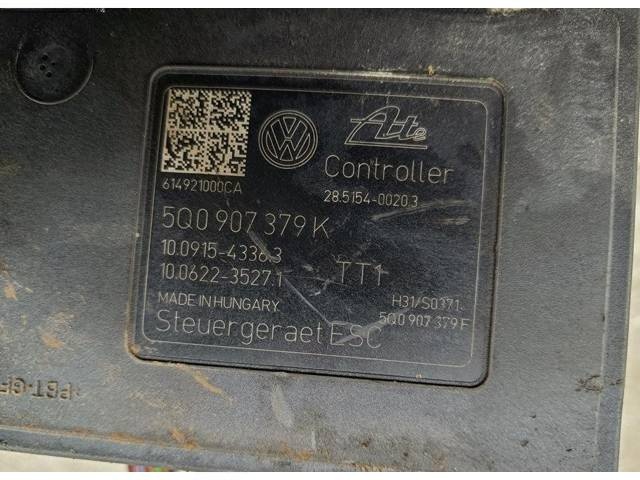 VW Ate
Controller
614921000CA
28.5154-0020.3
5Q0 907 379 K
10.0915-4336.3
10.0622-3527.1
TT1
H31/S0371
MADE IN HUNGARY
5Q0 907 379 F
Steuergeraet ESC